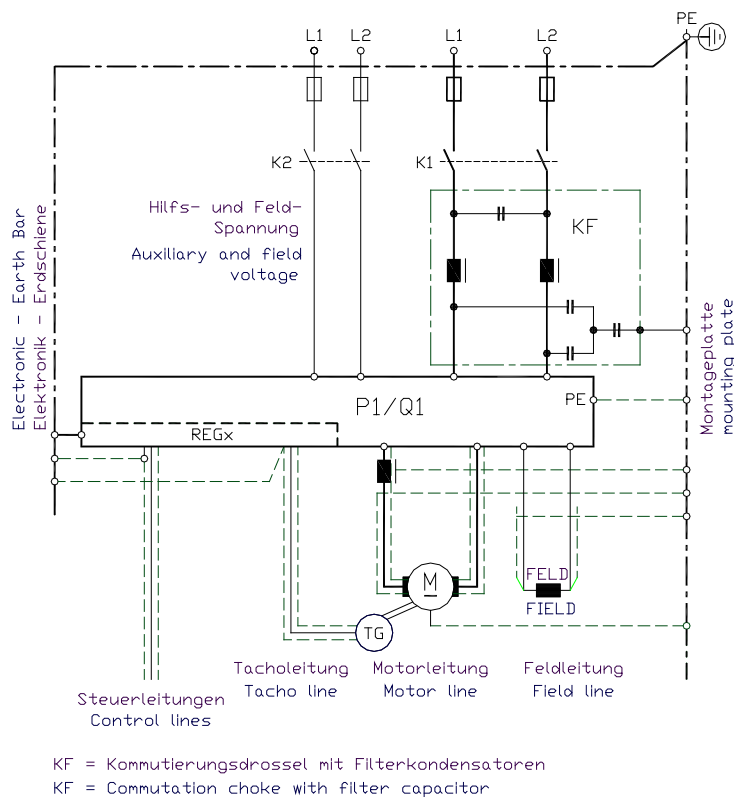 PE
L1 L2 L1 L2
K2 K1
Hilfs- und Feld-
Spannung
Auxiliary and field
voltage
KF
Electronic - Earth Bar
Elektronik - Erdschiene
Montageplatte
mounting plate
P1/Q1
PE
REGx
M
FELD
FIELD
TG
Tacholeitung
Tacho line
Motorleitung
Motor line
Feldleitung
Field line
Steuerleitungen
Control lines
KF = Kommutierungsdrossel mit Filterkondensatoren
KF = Commutation choke with filter capacitor